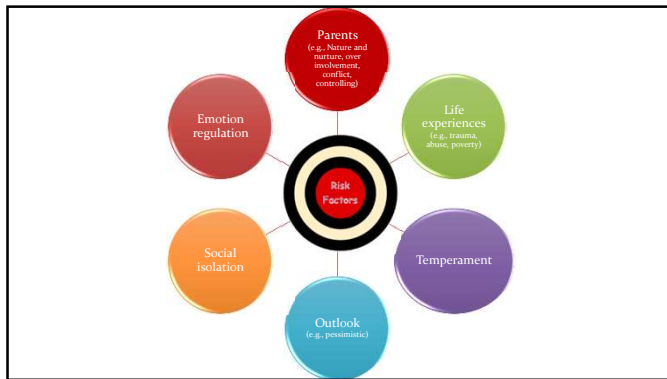 Parents
(e.g., Nature and
nurture, over
involvement,
conflict,
controlling)
Life
experiences
(e.g., trauma,
abuse, poverty)
Temperament
Outlook
(e.g., pessimistic)
Social
isolation
Emotion
regulation
Risk
Factors